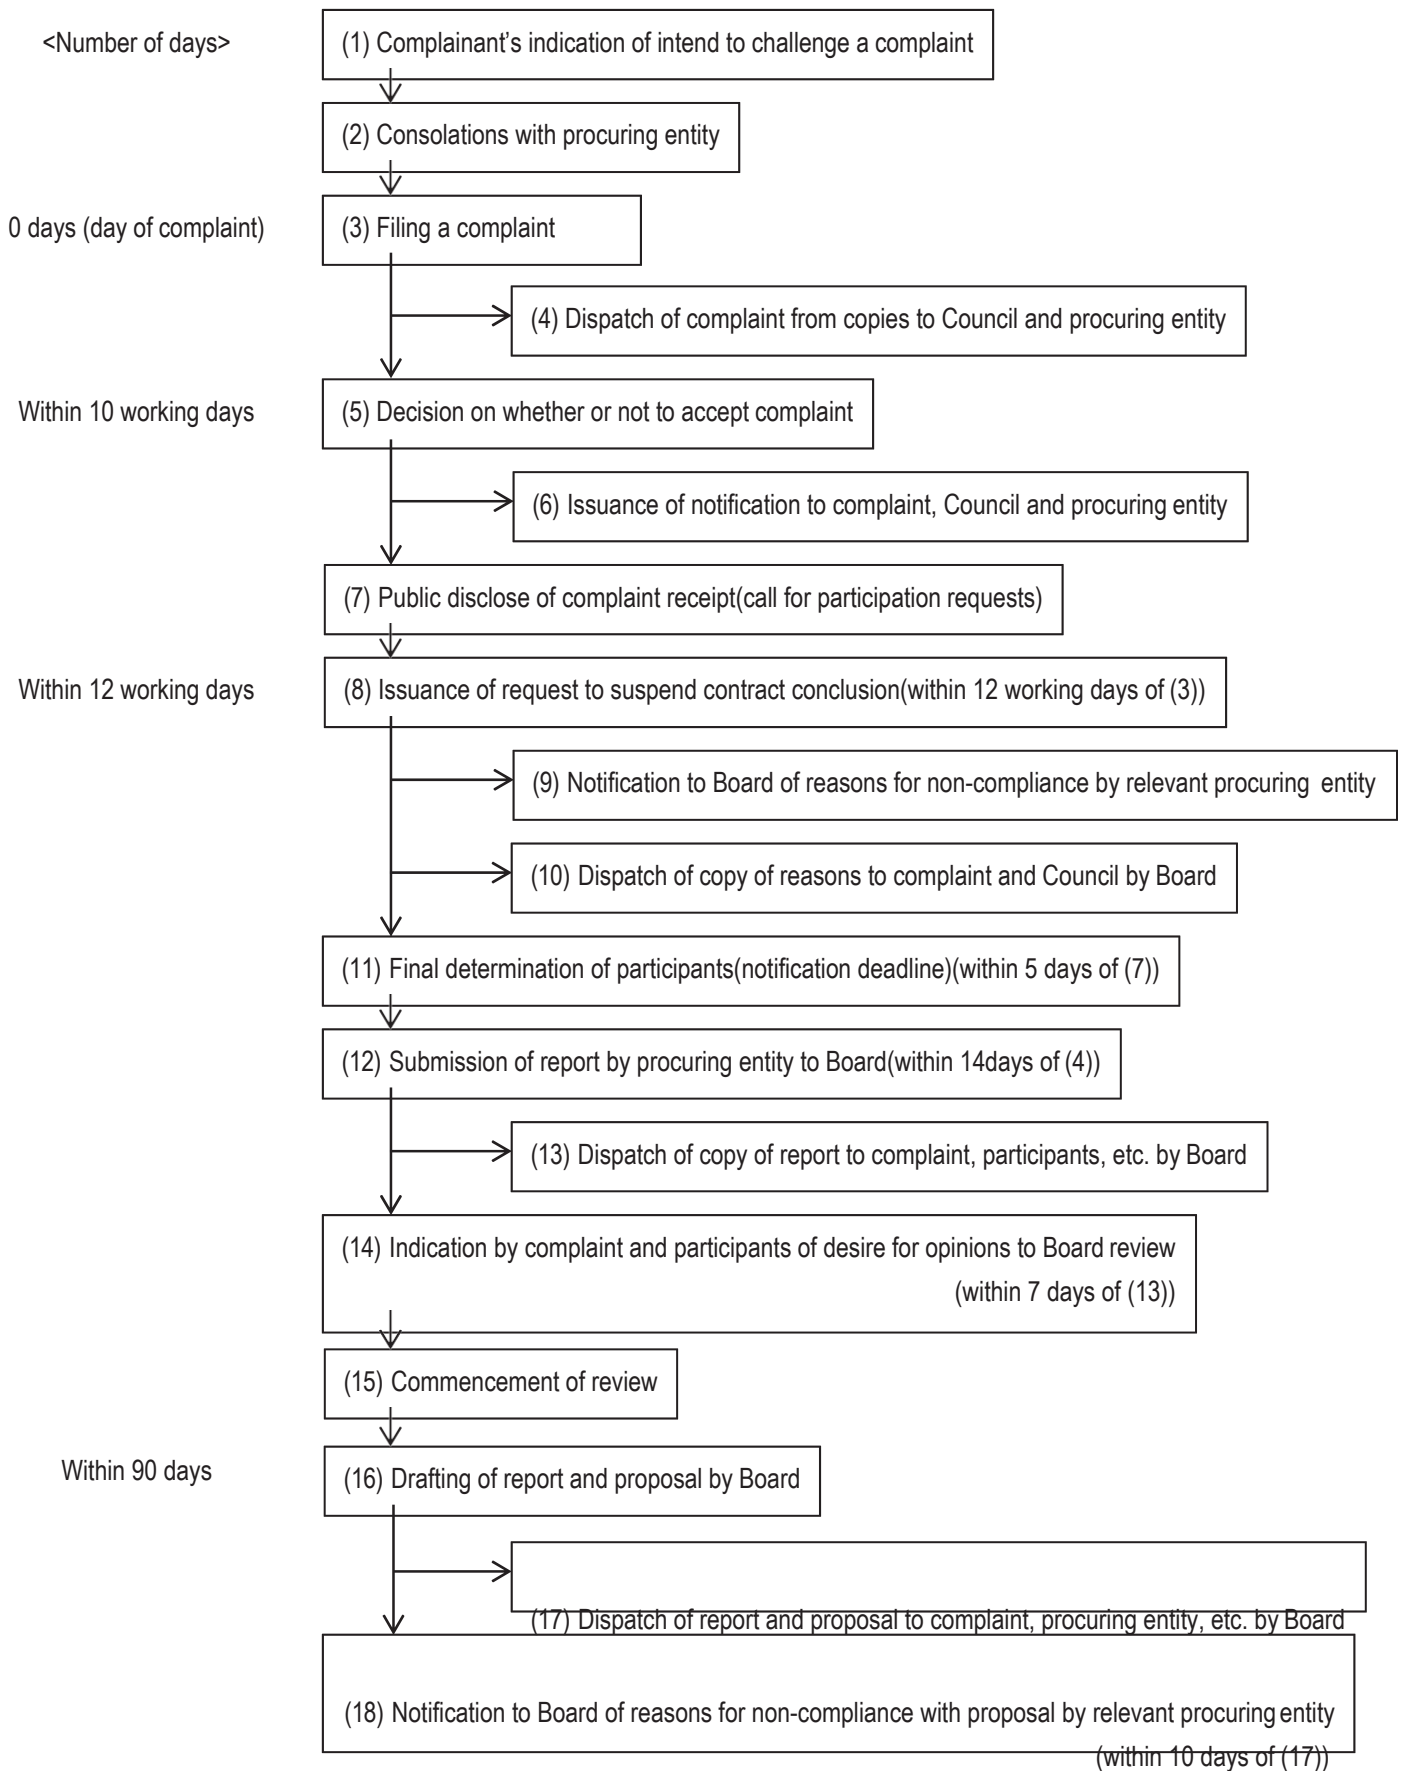 <Number of days>
(1) Complainant's indication of intend to challenge a complaint
(2) Consolations with procuring entity
0 days (day of complaint)
(3) Filing a complaint
(4) Dispatch of complaint from copies to Council and procuring entity
Within 10 working days
(5) Decision on whether or not to accept complaint
(6) Issuance of notification to complaint, Council and procuring entity
(7) Public disclose of complaint receipt(call for participation requests)
Within 12 working days
(8) Issuance of request to suspend contract conclusion(within 12 working days of (3))
(9) Notification to Board of reasons for non-compliance by relevant procuring entity
(10) Dispatch of copy of reasons to complaint and Council by Board
(11) Final determination of participants(notification deadline)(within 5 days of (7))
(12) Submission of report by procuring entity to Board(within 14days of (4))
(13) Dispatch of copy of report to complaint, participants, etc. by Board
(14) Indication by complaint and participants of desire for opinions to Board review
(within 7 days of (13))
(15) Commencement of review
Within 90 days
(16) Drafting of report and proposal by Board
(17) Dispatch of report and proposal to complaint, procuring entity, etc. by Board
(18) Notification to Board of reasons for non-compliance with proposal by relevant procuring entity
(within 10 days of (17))